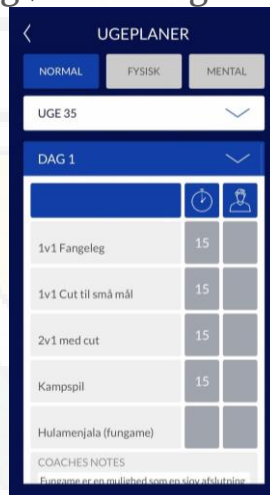 UGEPLANER
NORMAL FYSISK MENTAL
UGE 35
DAG 1
1v1 Fangeleg 15
1v1 Cut til små mål 15
2v1 med cut 15
Kampspil 15
Hulamenjala (fungame)
COACHES NOTES
Fungame er en mulighed som en sjov afslutning